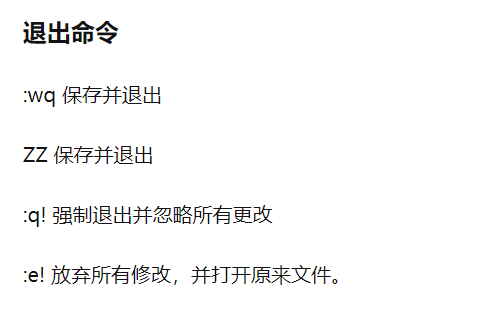 退出命令
:wq 保存并退出
ZZ 保存并退出
:q! 强制退出并忽略所有更改
:e! 放弃所有修改，并打开原来文件。